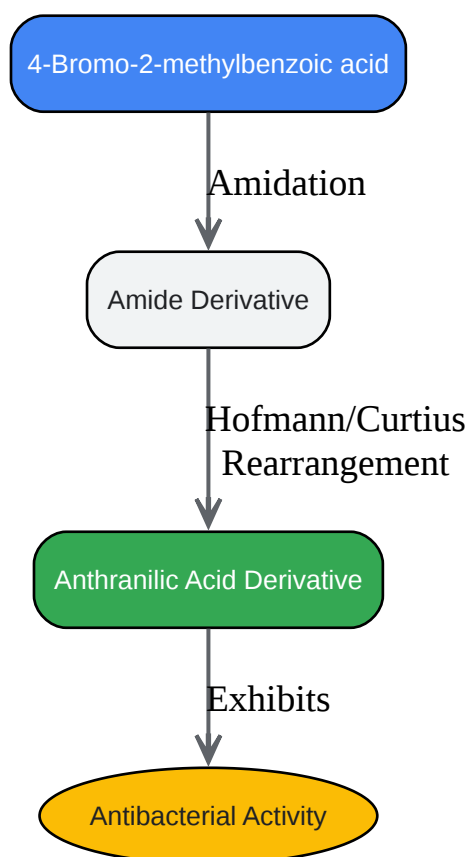 4-Bromo-2-methylbenzoic acid
Amidation
Amide Derivative
Hofmann/Curtius
Rearrangement
Anthranilic Acid Derivative
Exhibits
Antibacterial Activity